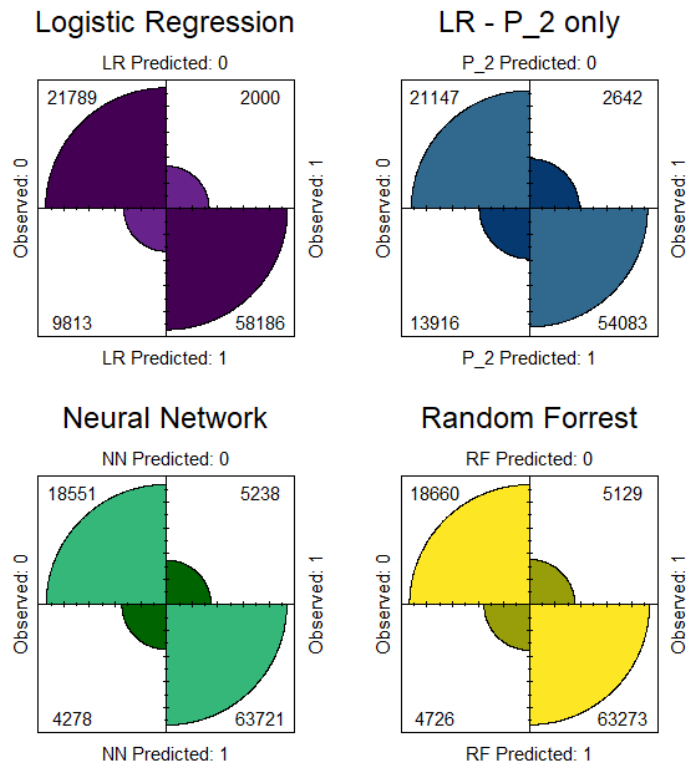 Logistic Regression
LR Predicted: 0
21789
2000
Observed: 0
Observed: 1
9813
58186
LR Predicted: 1
LR - P_2 only
P_2 Predicted: 0
21147
2642
Observed: 0
Observed: 1
13916
54083
P_2 Predicted: 1
Neural Network
NN Predicted: 0
18551
5238
Observed: 0
Observed: 1
4278
63721
NN Predicted: 1
Random Forrest
RF Predicted: 0
18660
5129
Observed: 0
Observed: 1
4726
63273
RF Predicted: 1